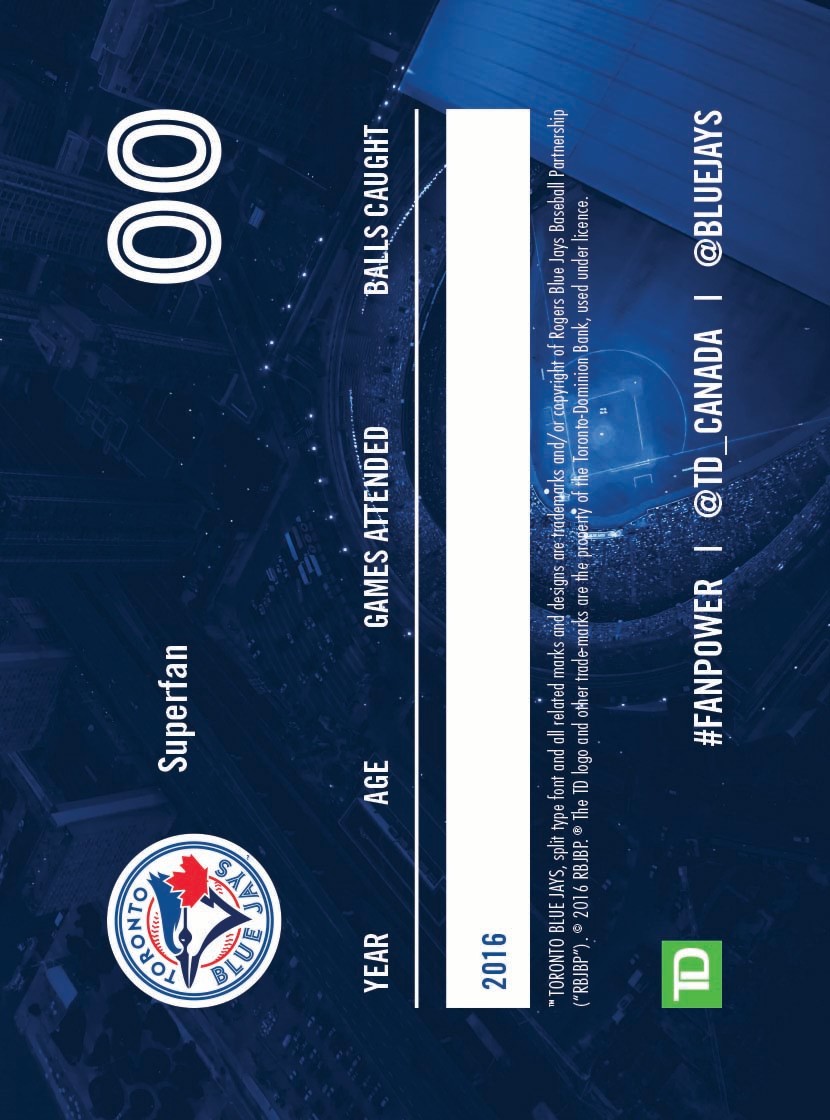 TORONTO
BLUE JAYS
Superfan
00
YEAR AGE GAMES ATTENDED BALLS CAUGHT
2016
™TORONTO BLUE JAYS, split type font and all related marks and designs are trademarks and/or copyright of Rogers Blue Jays Baseball Partnership
(“RBJBP”). © 2016 RBJBP. ® The TD logo and other trade-marks are the property of the Toronto-Dominion Bank, used under licence.
TD
#FANPOWER | @TD_CANADA | @BLUEJAYS